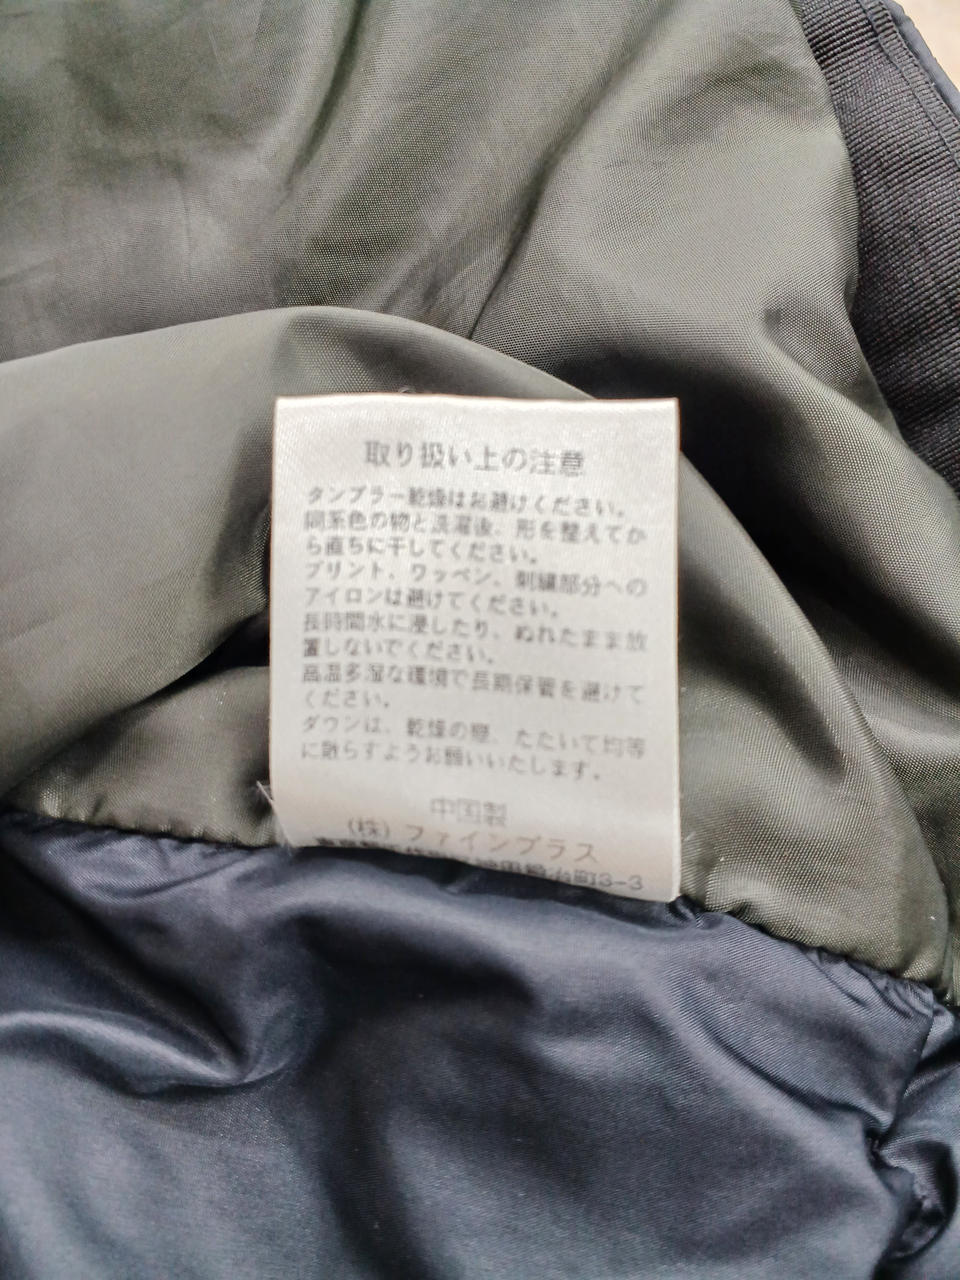 取り扱い上の注意
タンブラー乾燥はお避けください。
同系色の物と洗濯後、形を整えてか
ら直ちに干してください。
プリント、ワッペン、刺繍部分への
アイロンは避けてください。
長時間水に浸したり、ぬれたまま放
置しないでください。
高温多湿な環境で長期保管を避けて
ください。
ダウンは、乾燥の際、たたいて均等
に散らすようお願いいたします。
中国製
(株) ファインプラス
町3-3